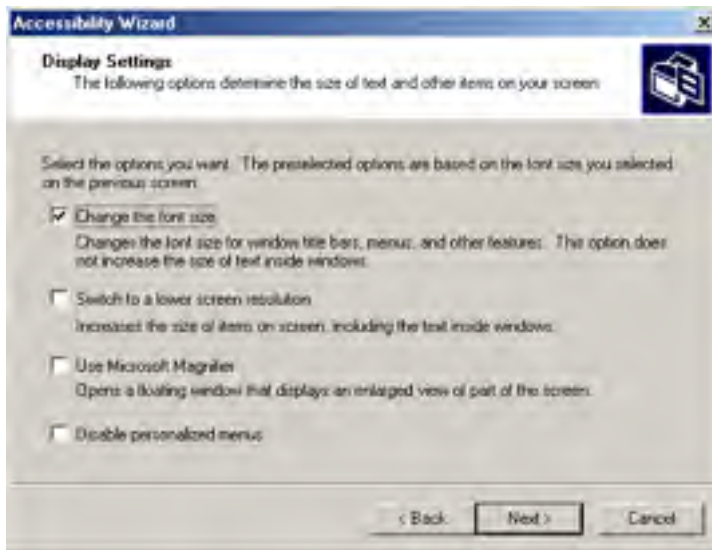 Accessibility Wizard
Display Settings
The following options determine the size of text and other items on your screen
Select the options you want. The preselected options are based on the font size you selected
on the previous screen.
Change the font size
Changes the font size for window title bars, menus, and other features. This option does
not increase the size of text inside windows.
Switch to a lower screen resolution
Increases the size of items on screen, including the text inside windows.
Use Microsoft Magnifier
Opens a floating window that displays an enlarged view of part of the screen.
Disable personalized menus
< Back
Next >
Cancel